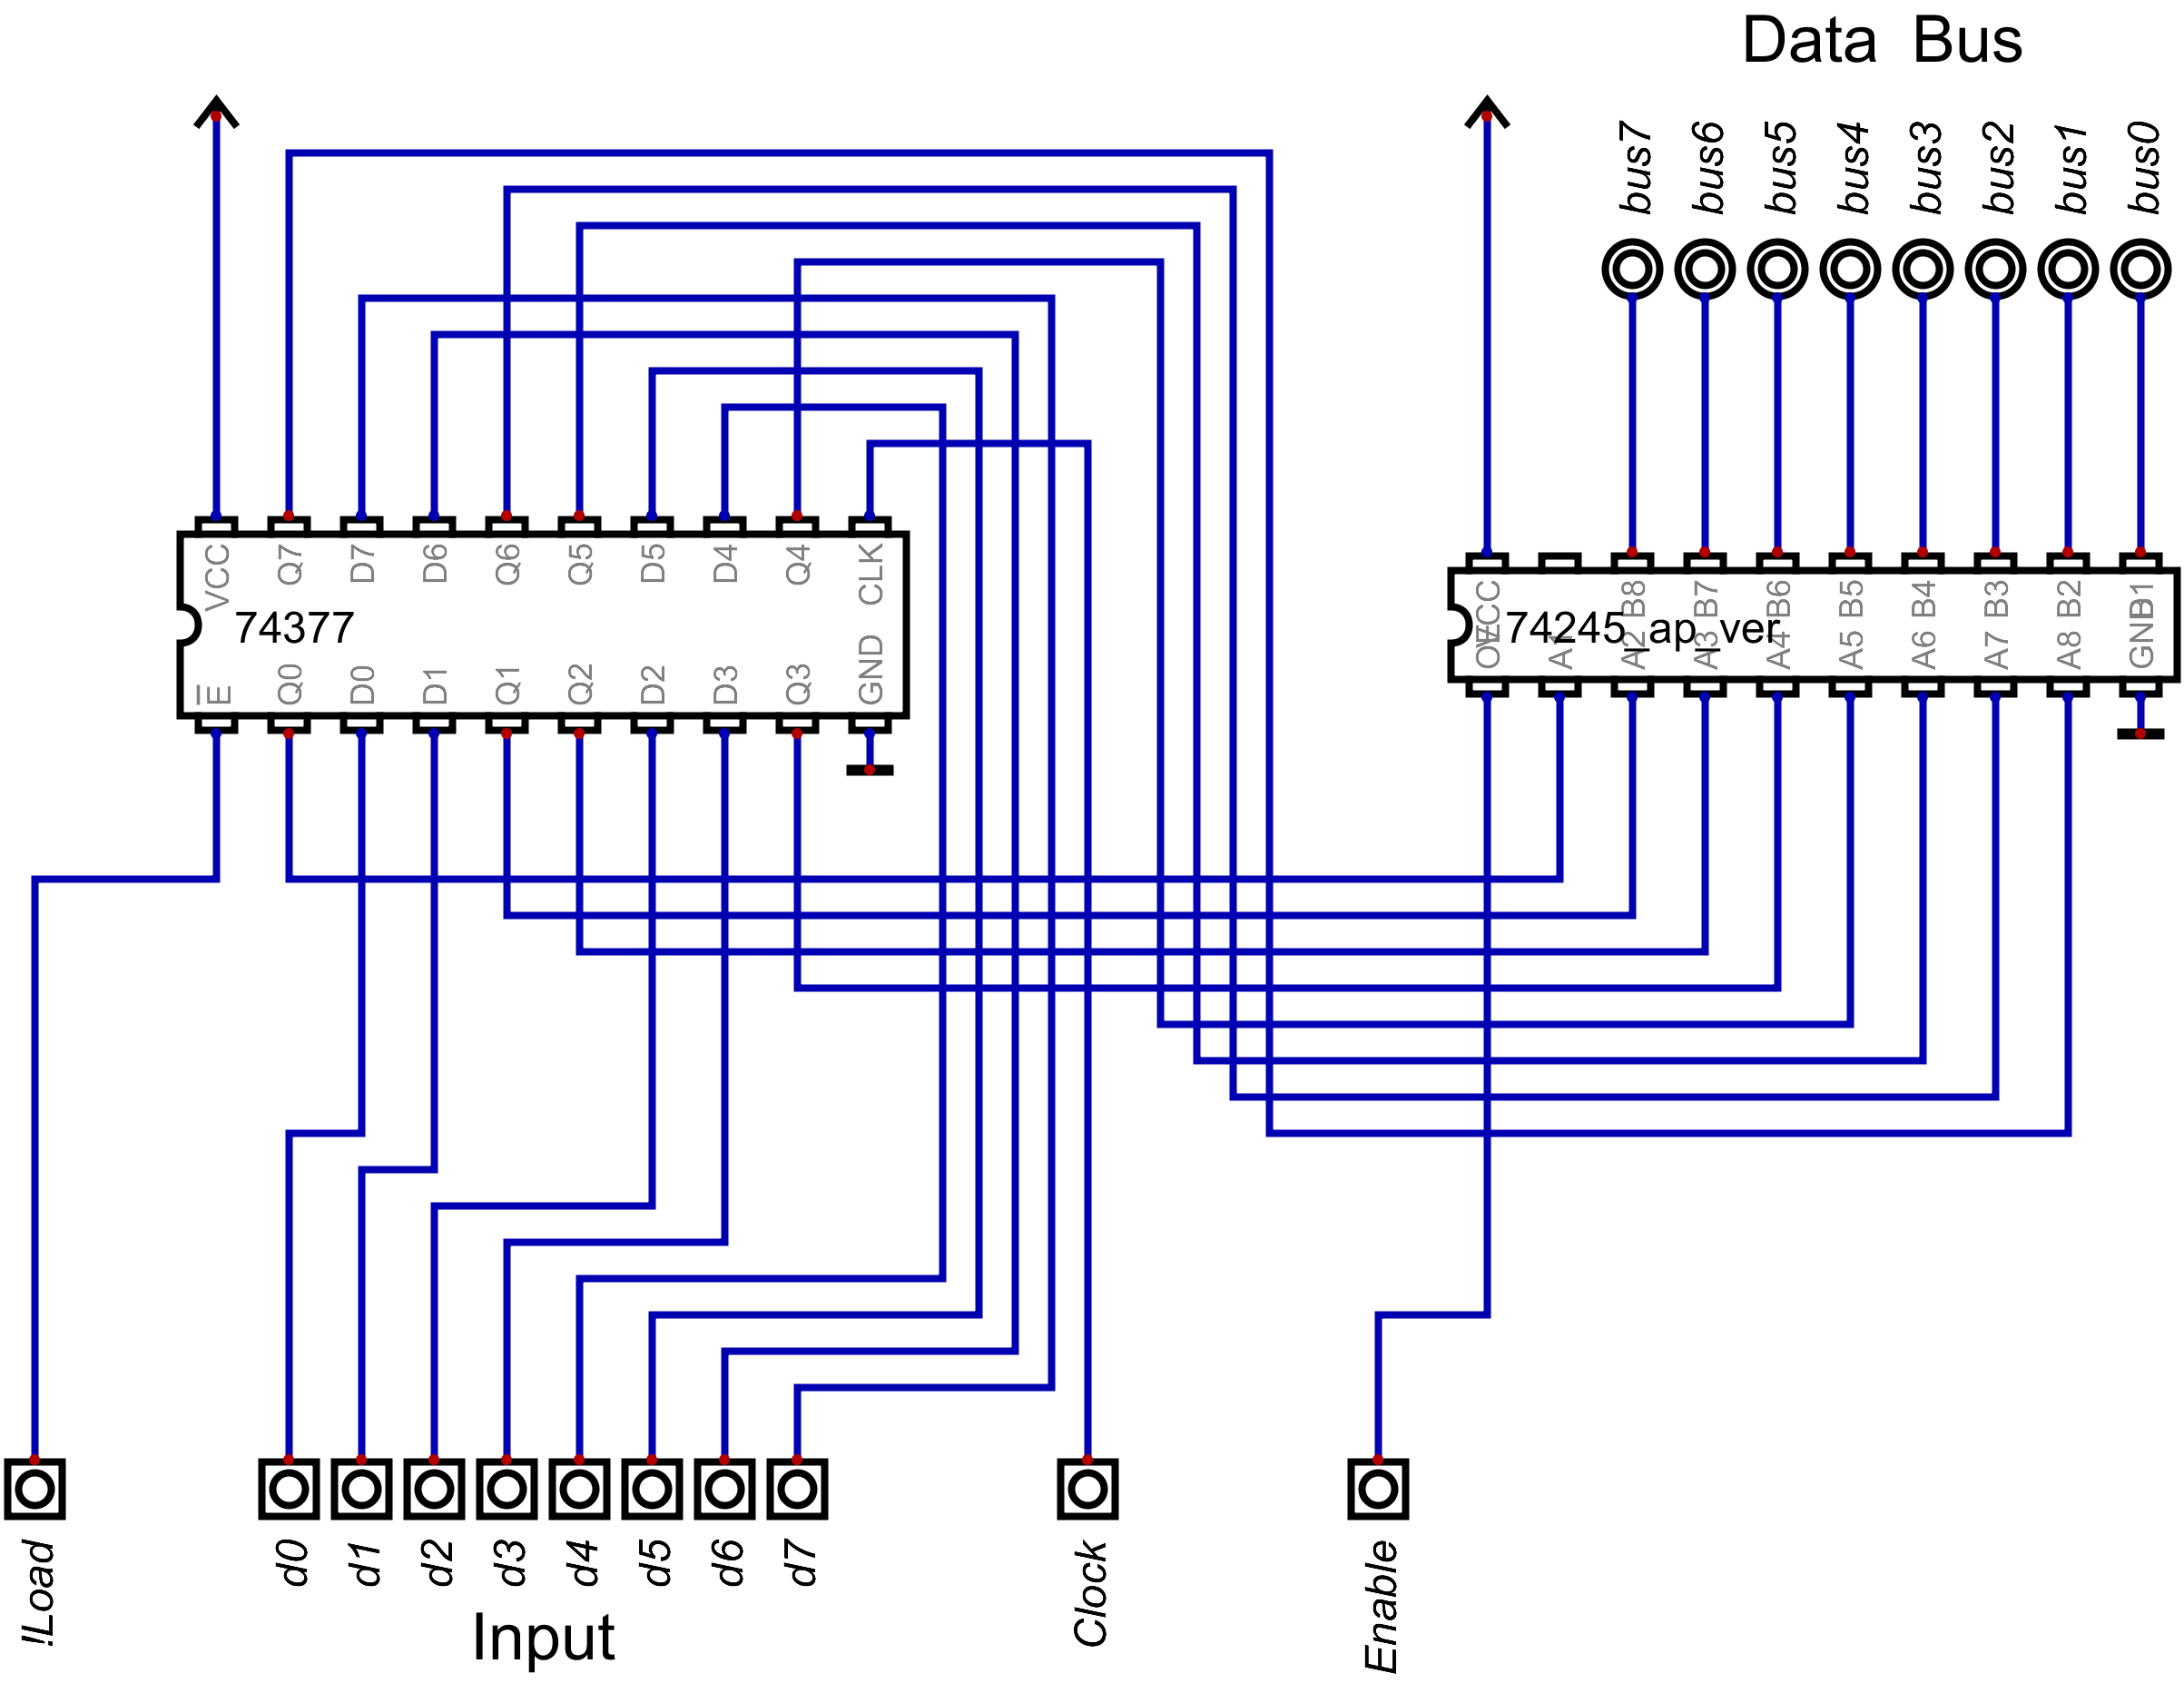 Data Bus
bus7
bus6
bus5
bus4
bus3
bus2
bus1
bus0
VCC
Q7
D7
D6
Q6
Q5
D5
D4
Q4
CLK
74377
E
Q0
D0
D1
Q1
Q2
D2
D3
Q3
GND
VCC
B8
B7
B6
B5
B4
B3
B2
B1
74245_ap_ver
A1
A2
A3
A4
A5
A6
A7
A8
GND
!Load
d0
d1
d2
d3
d4
d5
d6
d7
Clock
Enable
Input